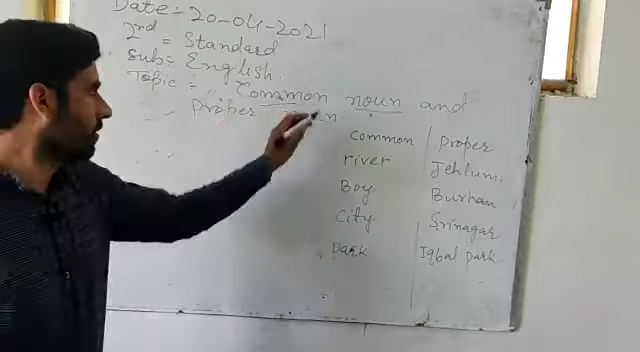 Date:- 20-04-2021
2nd = Standard
Sub= English.
Topic:- Common noun and
Proper
Common Proper
river Jehlum.
Boy Burhan
City Srinagar
Park Iqbal park.